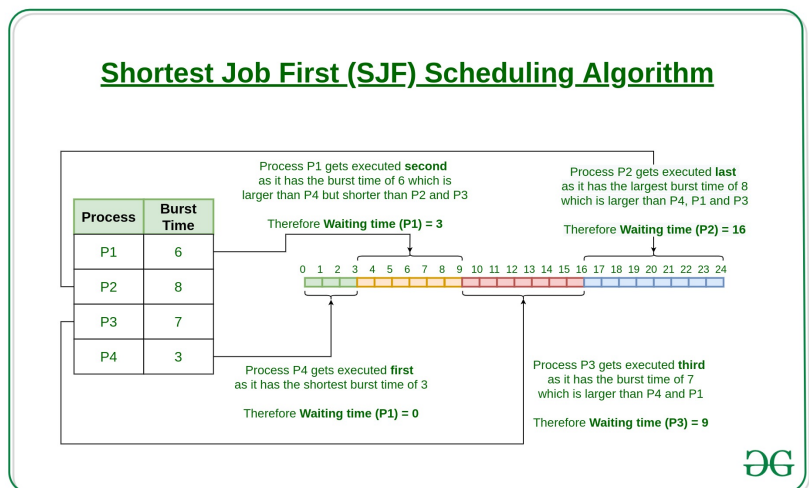 Shortest Job First (SJF) Scheduling Algorithm
Process P1 gets executed second
as it has the burst time of 6 which is
larger than P4 but shorter than P2 and P3
Therefore Waiting time (P1) = 3
Process P2 gets executed last
as it has the largest burst time of 8
which is larger than P4, P1 and P3
Therefore Waiting time (P2) = 16
Process Burst Time
P1 6
P2 8
P3 7
P4 3
0 1 2 3 4 5 6 7 8 9 10 11 12 13 14 15 16 17 18 19 20 21 22 23 24
Process P4 gets executed first
as it has the shortest burst time of 3
Therefore Waiting time (P1) = 0
Process P3 gets executed third
as it has the burst time of 7
which is larger than P4 and P1
Therefore Waiting time (P3) = 9